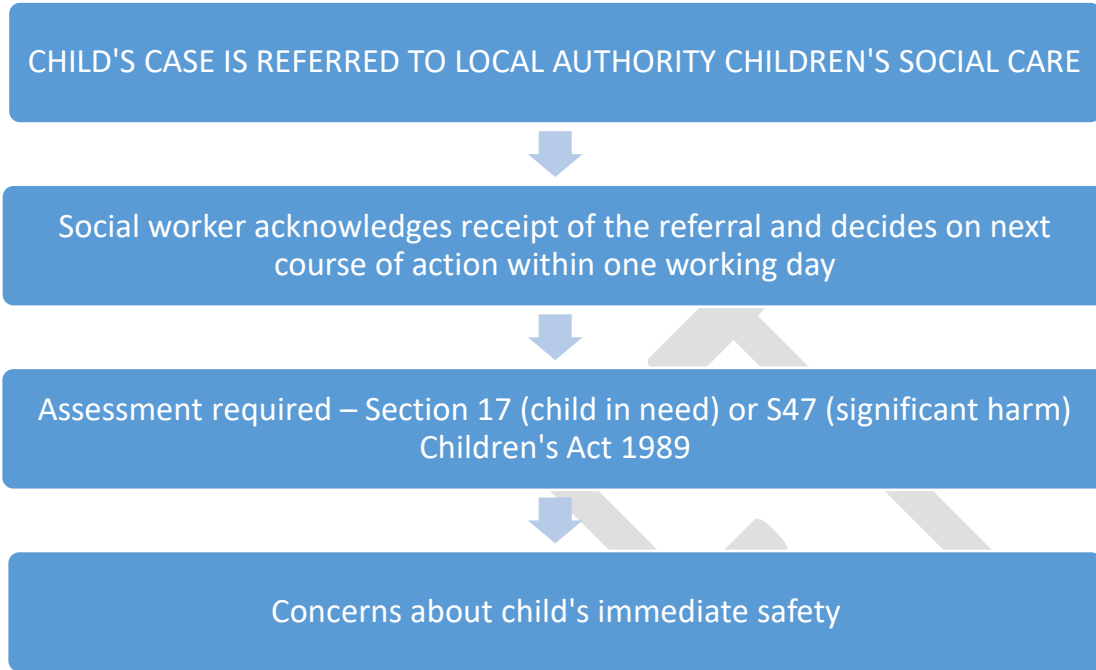 CHILD'S CASE IS REFERRED TO LOCAL AUTHORITY CHILDREN'S SOCIAL CARE
Social worker acknowledges receipt of the referral and decides on next
course of action within one working day
Assessment required – Section 17 (child in need) or S47 (significant harm)
Children's Act 1989
Concerns about child's immediate safety